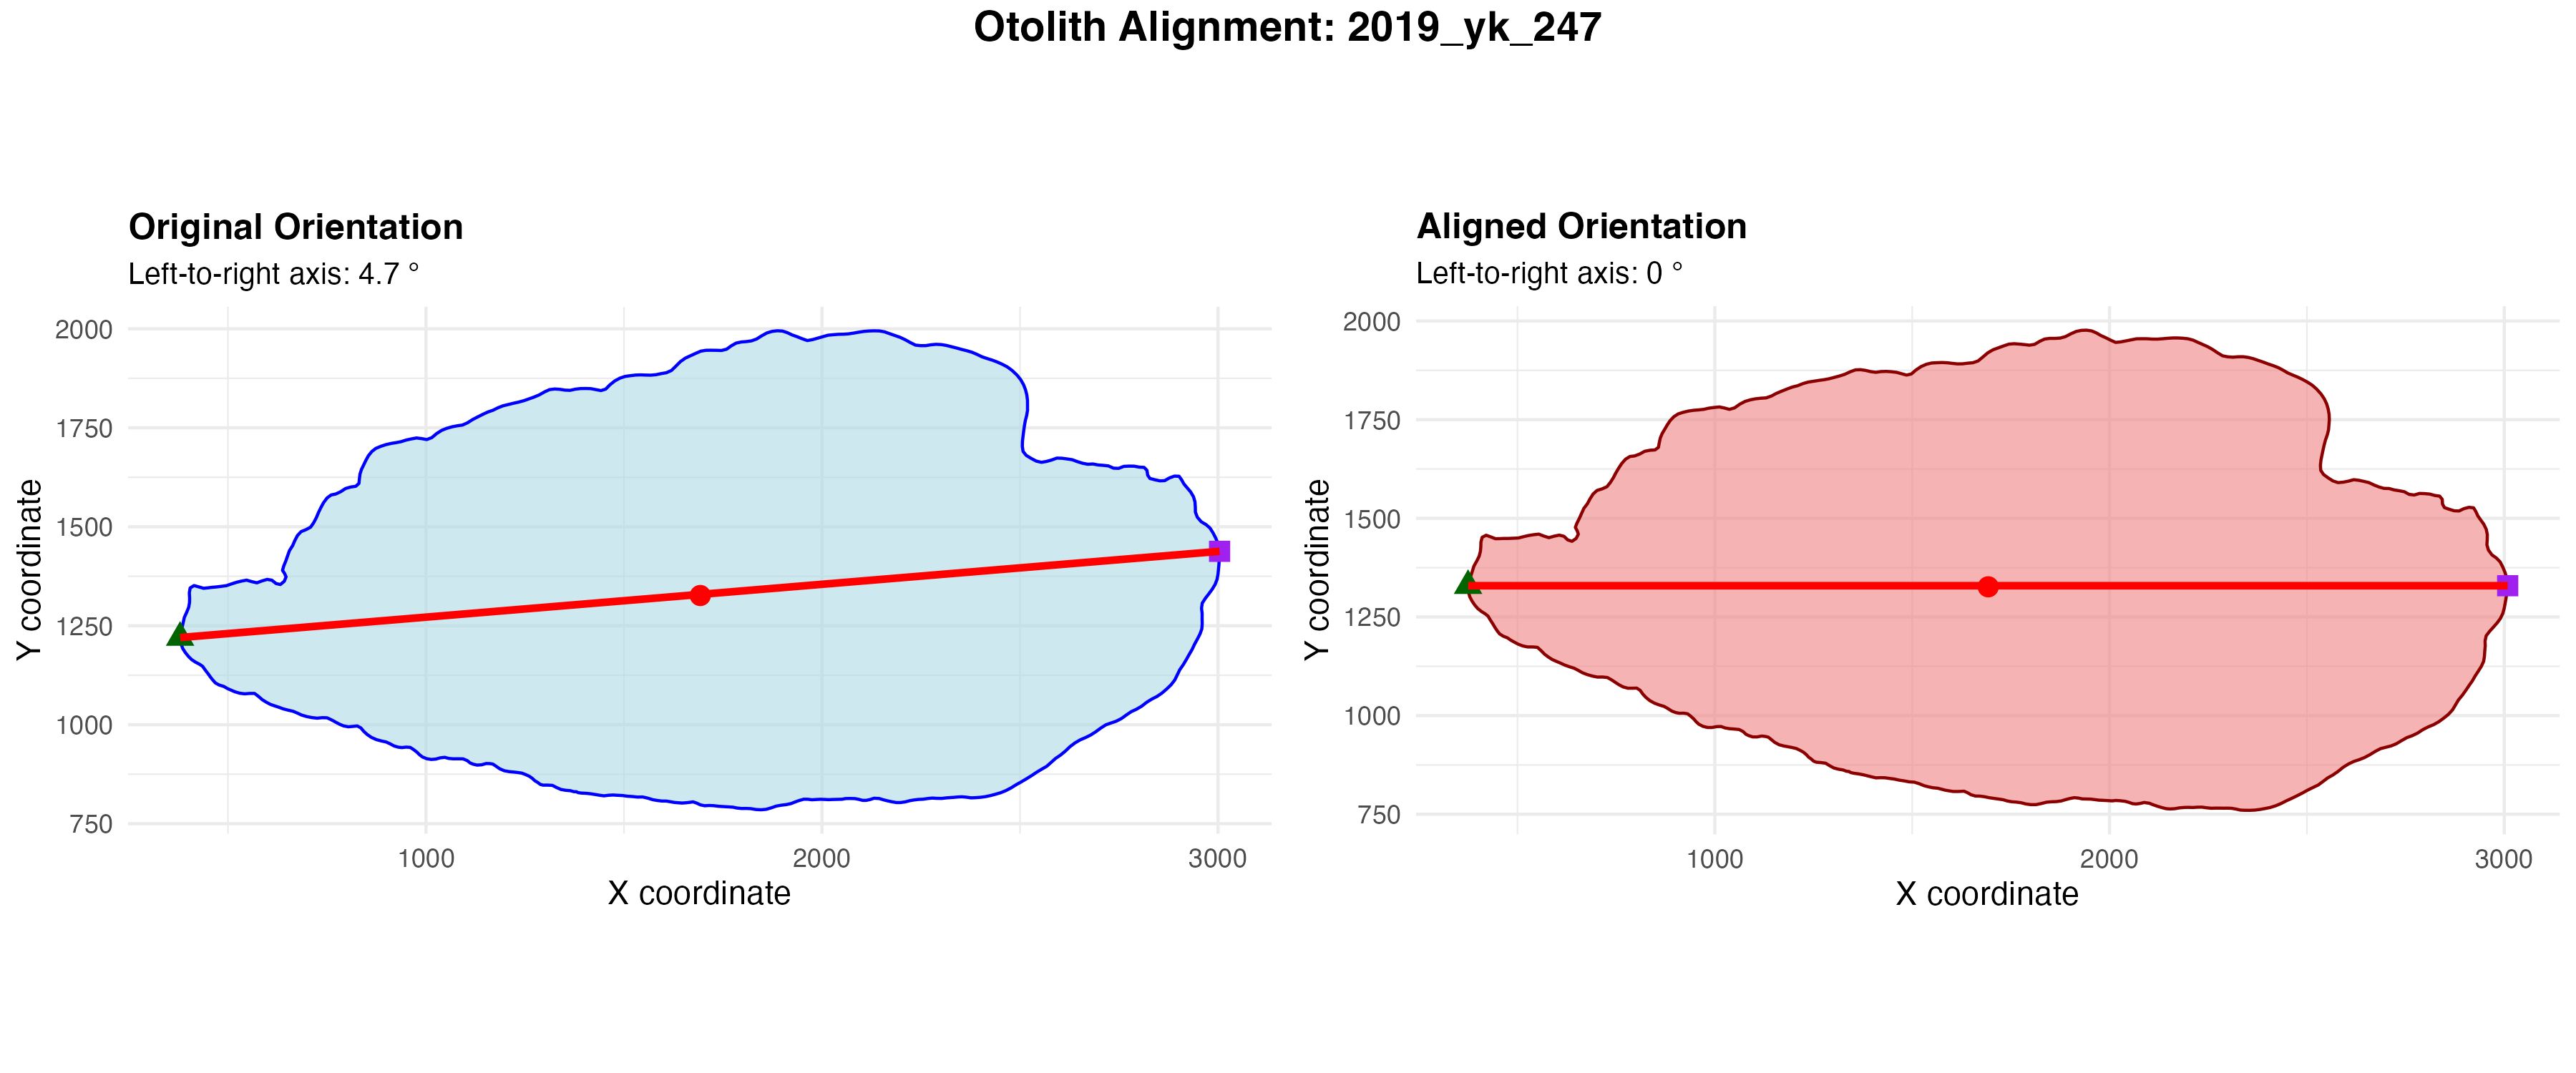 Otolith Alignment: 2019_yk_247
Original Orientation
Left-to-right axis: 4.7 °
2000
1750
1500
1250
1000
750
Y coordinate
1000
2000
3000
X coordinate
Aligned Orientation
Left-to-right axis: 0 °
2000
1750
1500
1250
1000
750
Y coordinate
1000
2000
3000
X coordinate